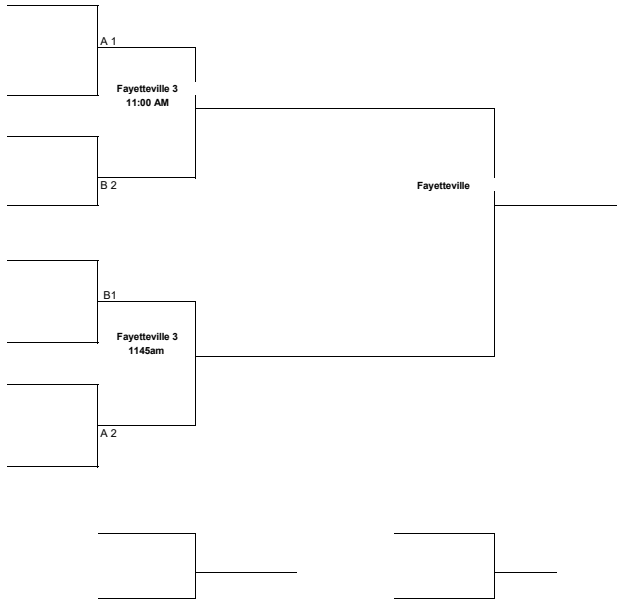 A 1
Fayetteville 3
11:00 AM
B 2
Fayetteville
B1
Fayetteville 3
1145am
A 2